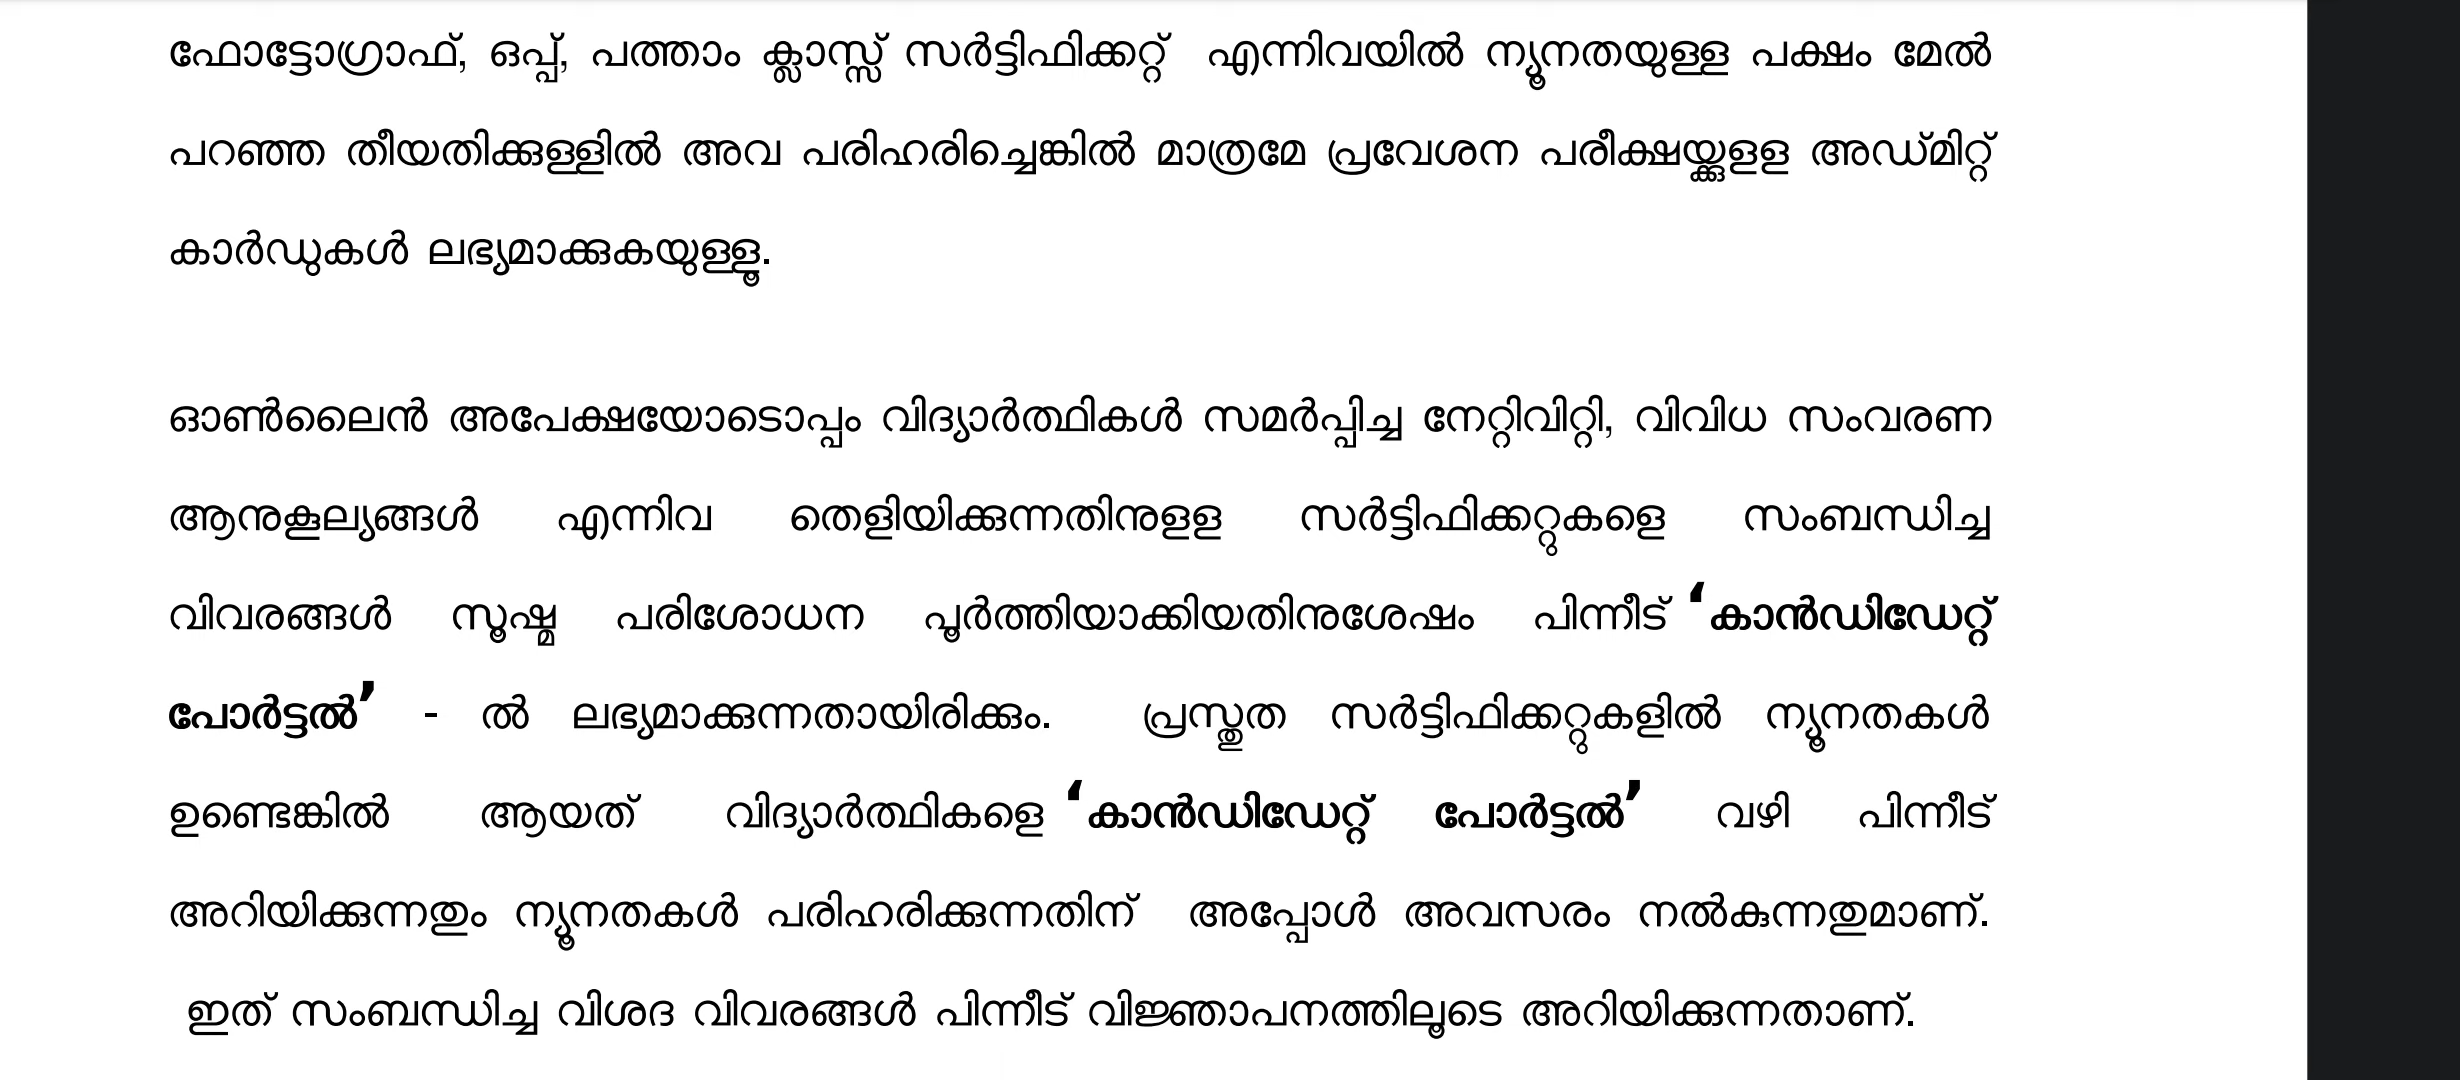 ഫോട്ടോഗ്രാഫ്, ഒപ്പ്, പത്താം ക്ലാസ്സ് സർട്ടിഫിക്കറ്റ് എന്നിവയിൽ ന്യൂനതയുള്ള പക്ഷം മേൽ
പറഞ്ഞ തീയതിക്കുള്ളിൽ അവ പരിഹരിച്ചെങ്കിൽ മാത്രമേ പ്രവേശന പരീക്ഷയ്ക്കുളള അഡ്മിറ്റ്
കാർഡുകൾ ലഭ്യമാക്കുകയുള്ളൂ.
ഓൺലൈൻ അപേക്ഷയോടൊപ്പം വിദ്യാർത്ഥികൾ സമർപ്പിച്ച നേറ്റിവിറ്റി, വിവിധ സംവരണ
ആനുകൂല്യങ്ങൾ എന്നിവ തെളിയിക്കുന്നതിനുളള സർട്ടിഫിക്കറ്റുകളെ സംബന്ധിച്ച
വിവരങ്ങൾ സൂഷ്മ പരിശോധന പൂർത്തിയാക്കിയതിനുശേഷം പിന്നീട് ‘കാൻഡിഡേറ്റ്
പോർട്ടൽ’ - ൽ ലഭ്യമാക്കുന്നതായിരിക്കും. പ്രസ്തുത സർട്ടിഫിക്കറ്റുകളിൽ ന്യൂനതകൾ
ഉണ്ടെങ്കിൽ ആയത് വിദ്യാർത്ഥികളെ ‘കാൻഡിഡേറ്റ് പോർട്ടൽ’ വഴി പിന്നീട്
അറിയിക്കുന്നതും ന്യൂനതകൾ പരിഹരിക്കുന്നതിന് അപ്പോൾ അവസരം നൽകുന്നതുമാണ്.
ഇത് സംബന്ധിച്ച വിശദ വിവരങ്ങൾ പിന്നീട് വിജ്ഞാപനത്തിലൂടെ അറിയിക്കുന്നതാണ്.